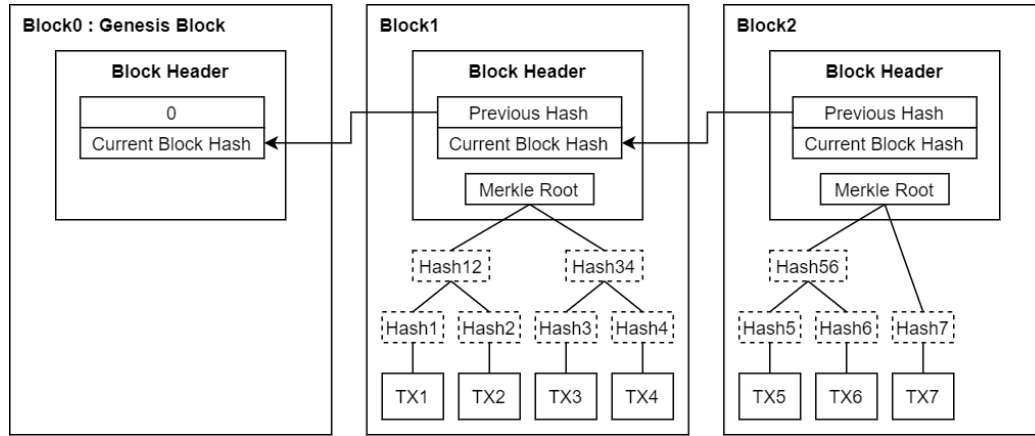 Block0 : Genesis Block
Block Header
0
Current Block Hash
Block1
Block Header
Previous Hash
Current Block Hash
Merkle Root
Hash12
Hash34
Hash1
Hash2
Hash3
Hash4
TX1
TX2
TX3
TX4
Block2
Block Header
Previous Hash
Current Block Hash
Merkle Root
Hash56
Hash5
Hash6
Hash7
TX5
TX6
TX7